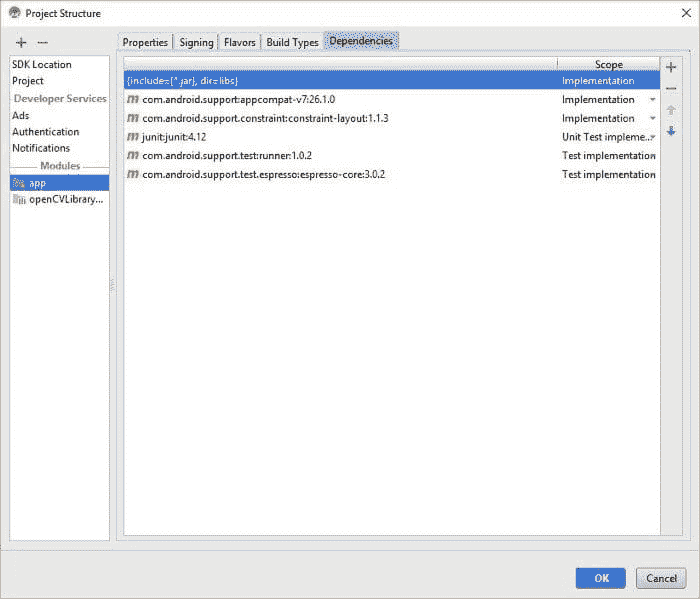 Project Structure
Properties Signing Flavors Build Types Dependencies
SDK Location
Project
Developer Services
Ads
Authentication
Notifications
Modules
app
openCVLibrary...
Scope
{include=[*.jar], dir=libs} Implementation
m com.android.support:appcompat-v7:26.1.0 Implementation
m com.android.support.constraint:constraint-layout:1.1.3 Implementation
m junit:junit:4.12 Unit Test impleme...
m com.android.support.test:runner:1.0.2 Test implementation
m com.android.support.test.espresso:espresso-core:3.0.2 Test implementation
OK Cancel